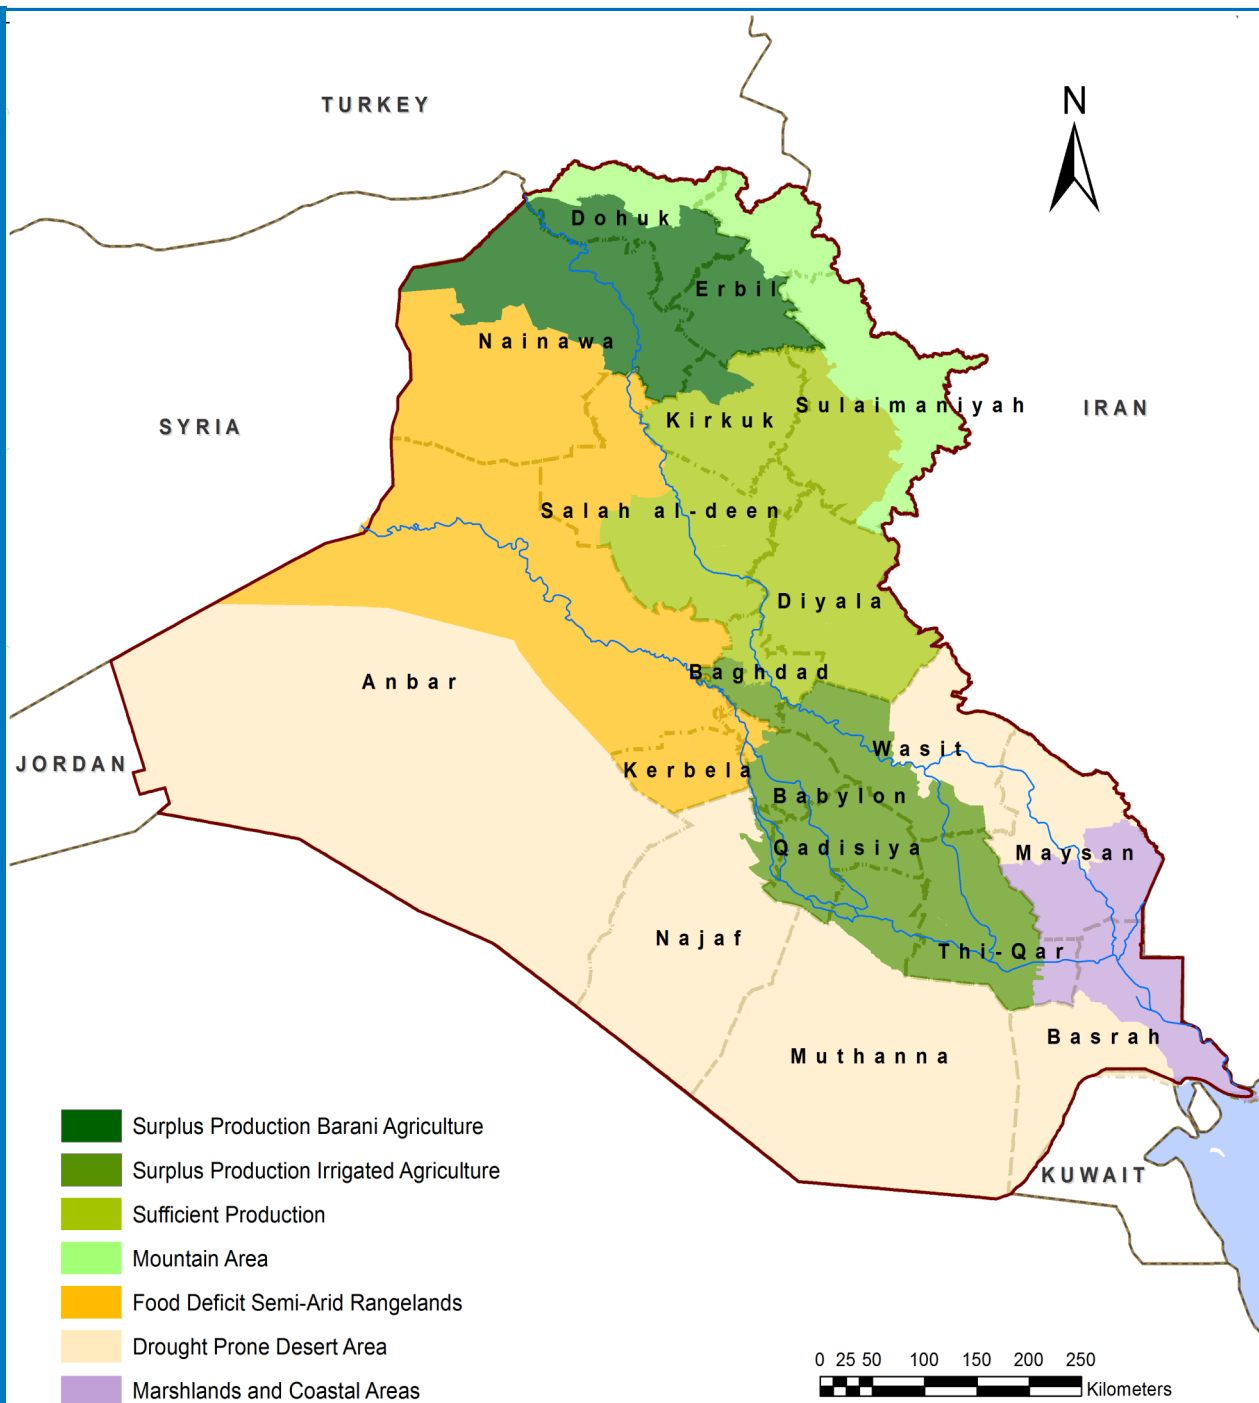 TURKEY
N
Dohuk
Erbil
Nainawa
Sulaimaniyah
IRAN
Kirkuk
SYRIA
Salah al-deen
Diyala
Baghdad
Anbar
Wasit
JORDAN
Kerbela
Babylon
Qadisiya
Maysan
Najaf
Thi-Qar
Basrah
Muthanna
KUWAIT
Surplus Production Barani Agriculture
Surplus Production Irrigated Agriculture
Sufficient Production
Mountain Area
Food Deficit Semi-Arid Rangelands
Drought Prone Desert Area
Marshlands and Coastal Areas
0 25 50 100 150 200 250
Kilometers